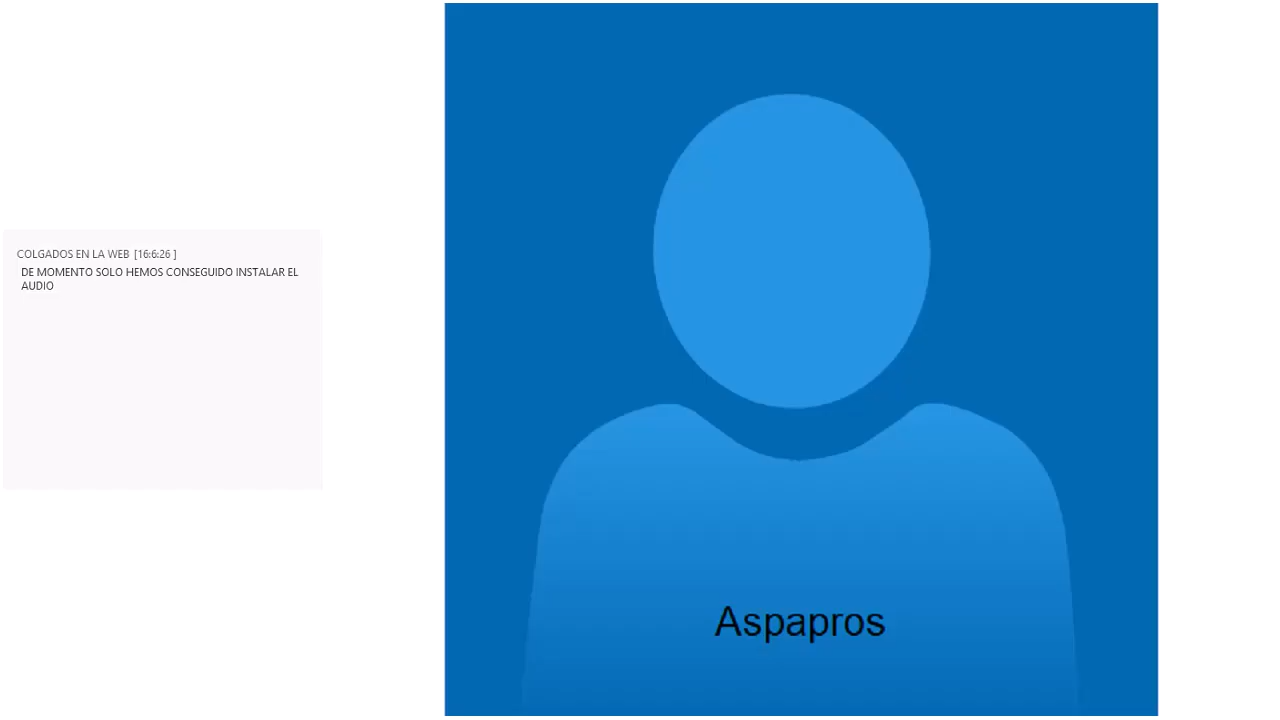 COLGADOS EN LA WEB [16:6:26 ]
DE MOMENTO SOLO HEMOS CONSEGUIDO INSTALAR EL
AUDIO
Aspapros